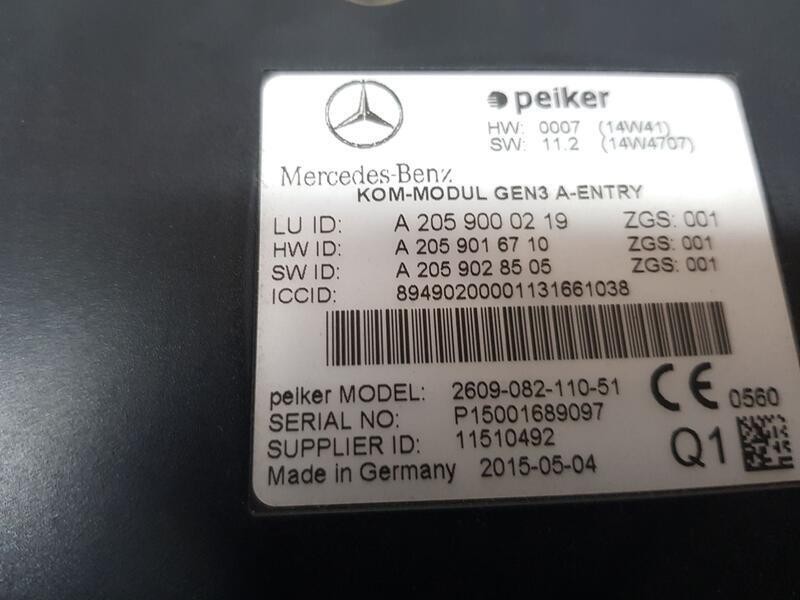 peiker
HW: 0007 (14W41)
SW: 11.2 (14W4707)
Mercedes-Benz
KOM-MODUL GEN3 A-ENTRY
LU ID: A 205 900 02 19 ZGS: 001
HW ID: A 205 901 67 10 ZGS: 001
SW ID: A 205 902 85 05 ZGS: 001
ICCID: 89490200001131661038
peiker MODEL: 2609-082-110-51
CE 0560
SERIAL NO: P15001689097
SUPPLIER ID: 11510492
Q1
Made in Germany 2015-05-04